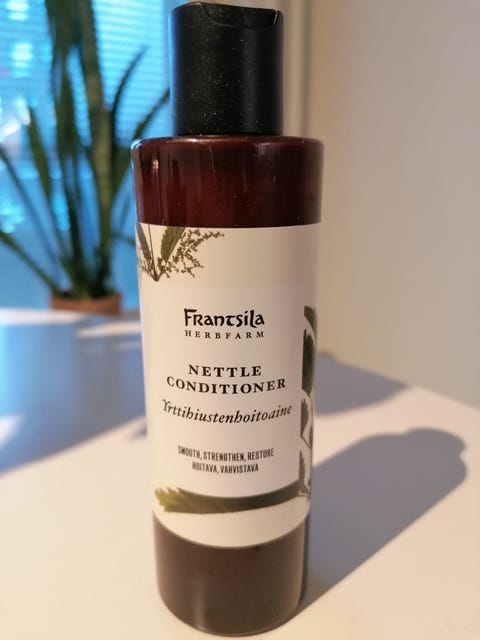 Frantsila
HERBFARM
NETTLE
CONDITIONER
Yrttihiustenhoitoaine
SMOOTH, STRENGTHEN, RESTORE
HOITAVA, VAHVISTAVA